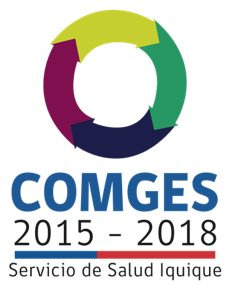 COMGES
2015 - 2018
Servicio de Salud Iquique